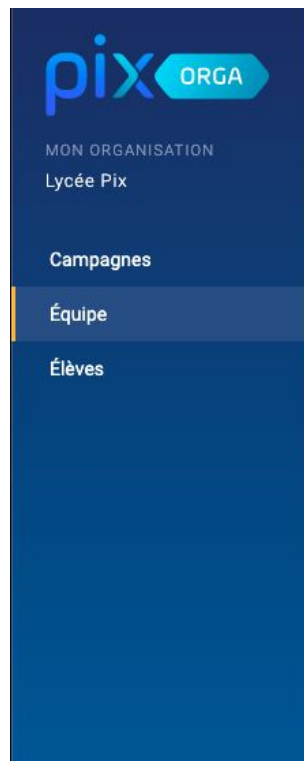 pix ORGA
MON ORGANISATION
Lycée Pix
Campagnes
Équipe
Élèves